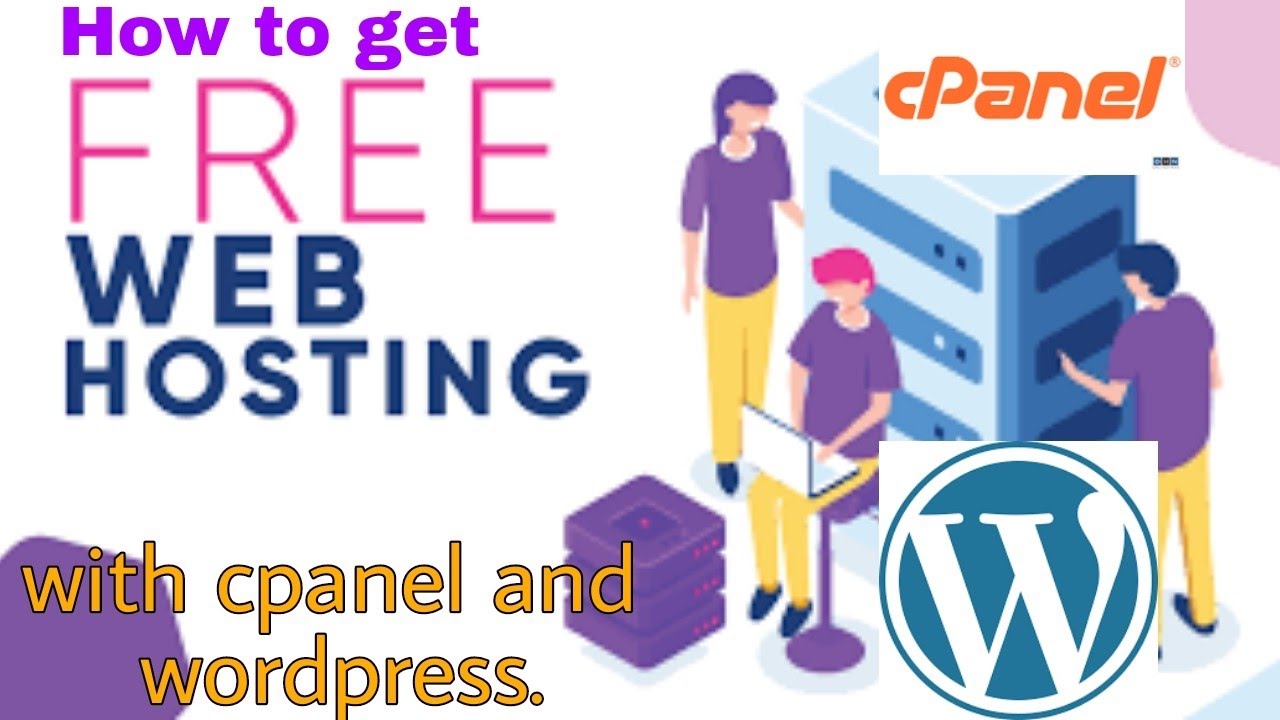 How to get
FREE
WEB
HOSTING
cPanel®
with cpanel and
wordpress.
W